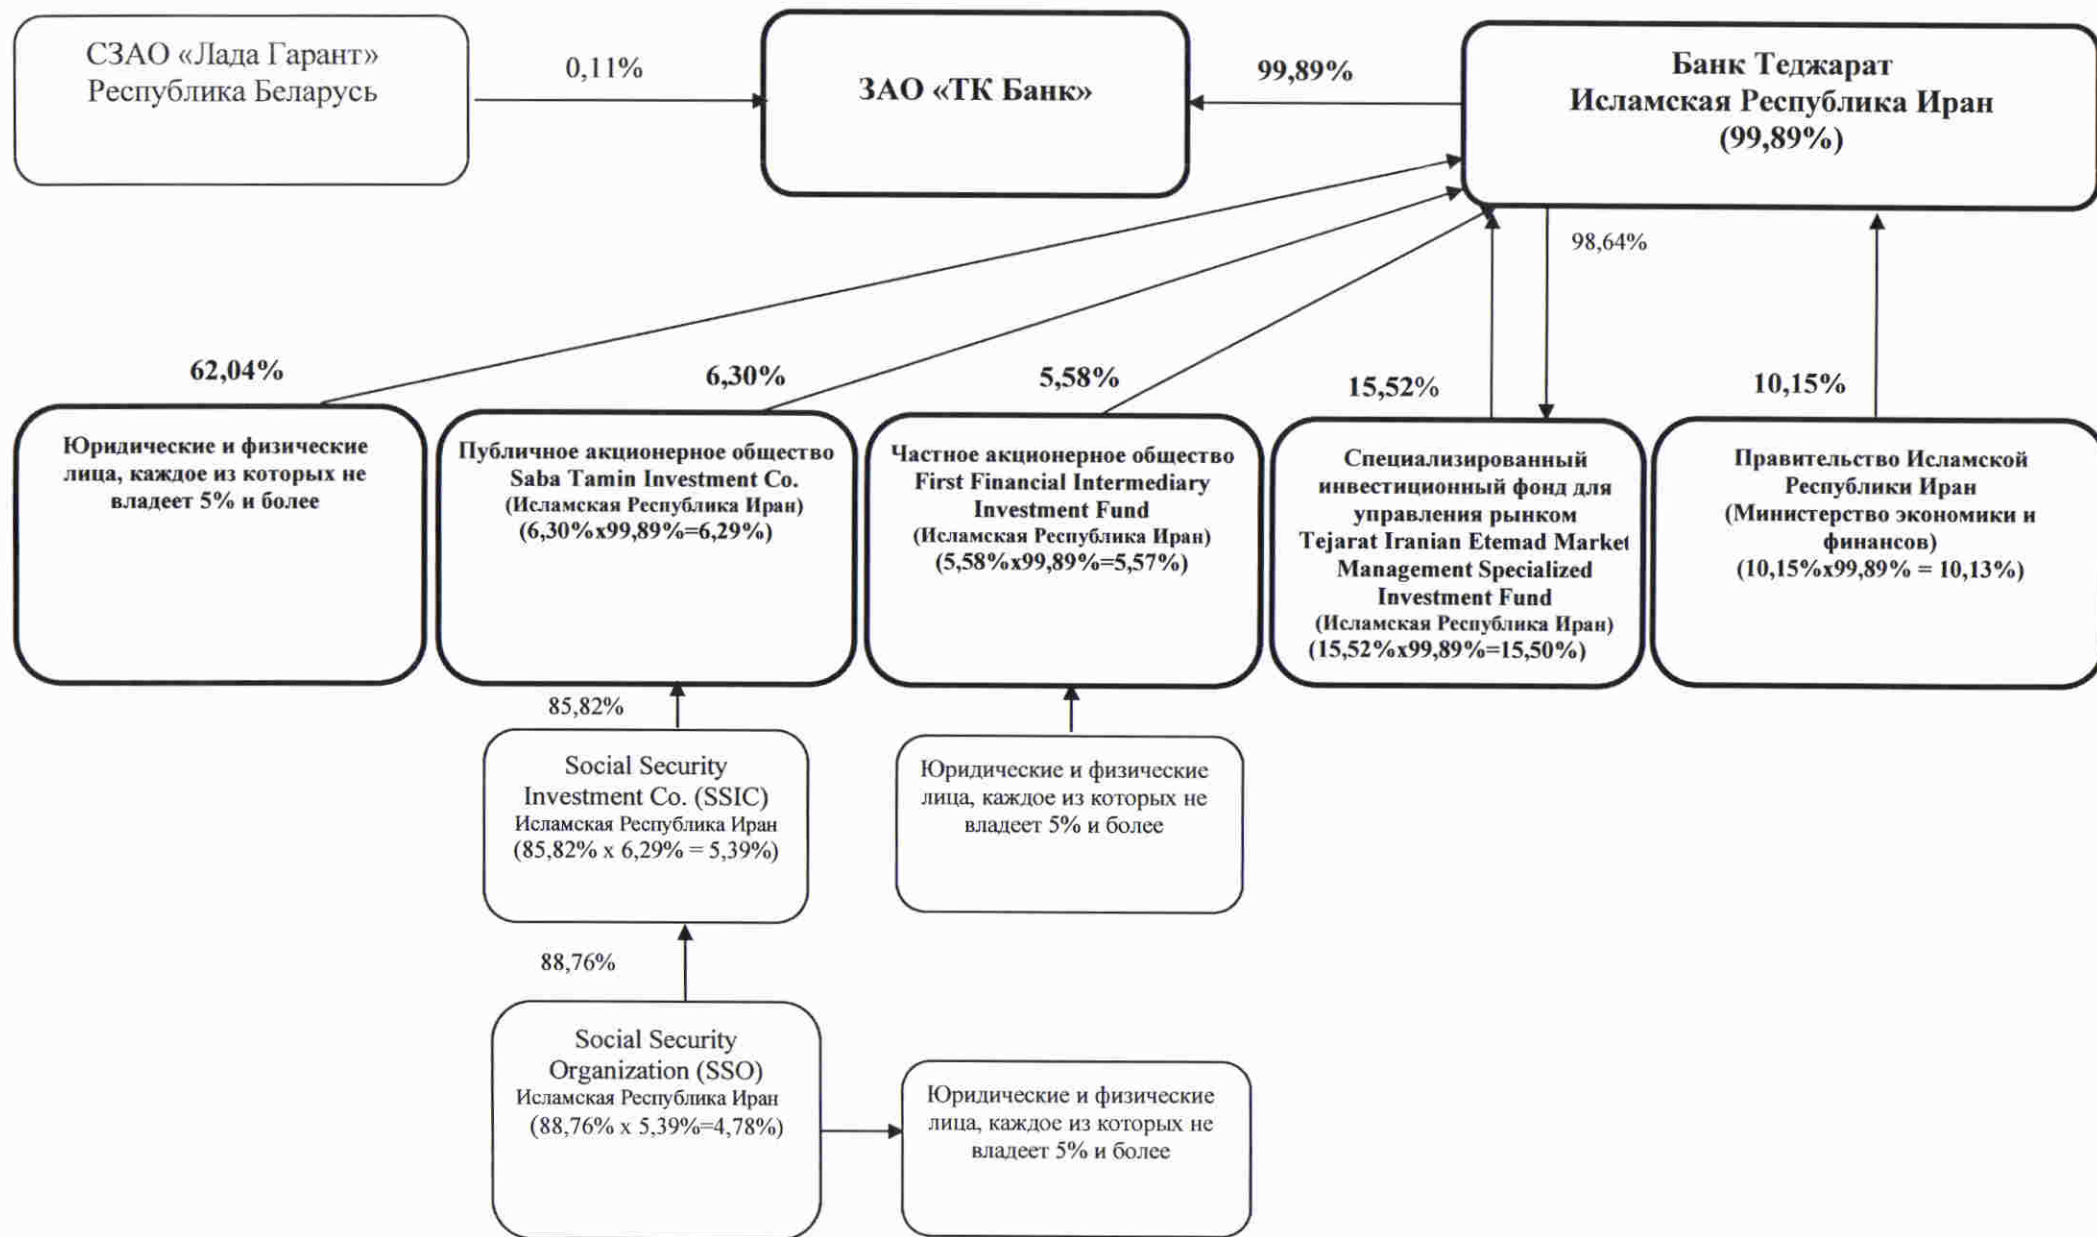 СЗАО «Лада Гарант»
Республика Беларусь
0,11%
ЗАО «ТК Банк»
99,89%
Банк Теджарат
Исламская Республика Иран
(99,89%)
98,64%
62,04%
6,30%
5,58%
15,52%
10,15%
Юридические и физические
лица, каждое из которых не
владеет 5% и более
Публичное акционерное общество
Saba Tamin Investment Co.
(Исламская Республика Иран)
(6,30%х99,89%=6,29%)
Частное акционерное общество
First Financial Intermediary
Investment Fund
(Исламская Республика Иран)
(5,58%х99,89%=5,57%)
Специализированный
инвестиционный фонд для
управления рынком
Tejarat Iranian Etemad Market
Management Specialized
Investment Fund
(Исламская Республика Иран)
(15,52%х99,89%=15,50%)
Правительство Исламской
Республики Иран
(Министерство экономики и
финансов)
(10,15%х99,89% = 10,13%)
85,82%
Social Security
Investment Co. (SSIC)
Исламская Республика Иран
(85,82% х 6,29% = 5,39%)
Юридические и физические
лица, каждое из которых не
владеет 5% и более
88,76%
Social Security
Organization (SSO)
Исламская Республика Иран
(88,76% х 5,39%=4,78%)
Юридические и физические
лица, каждое из которых не
владеет 5% и более